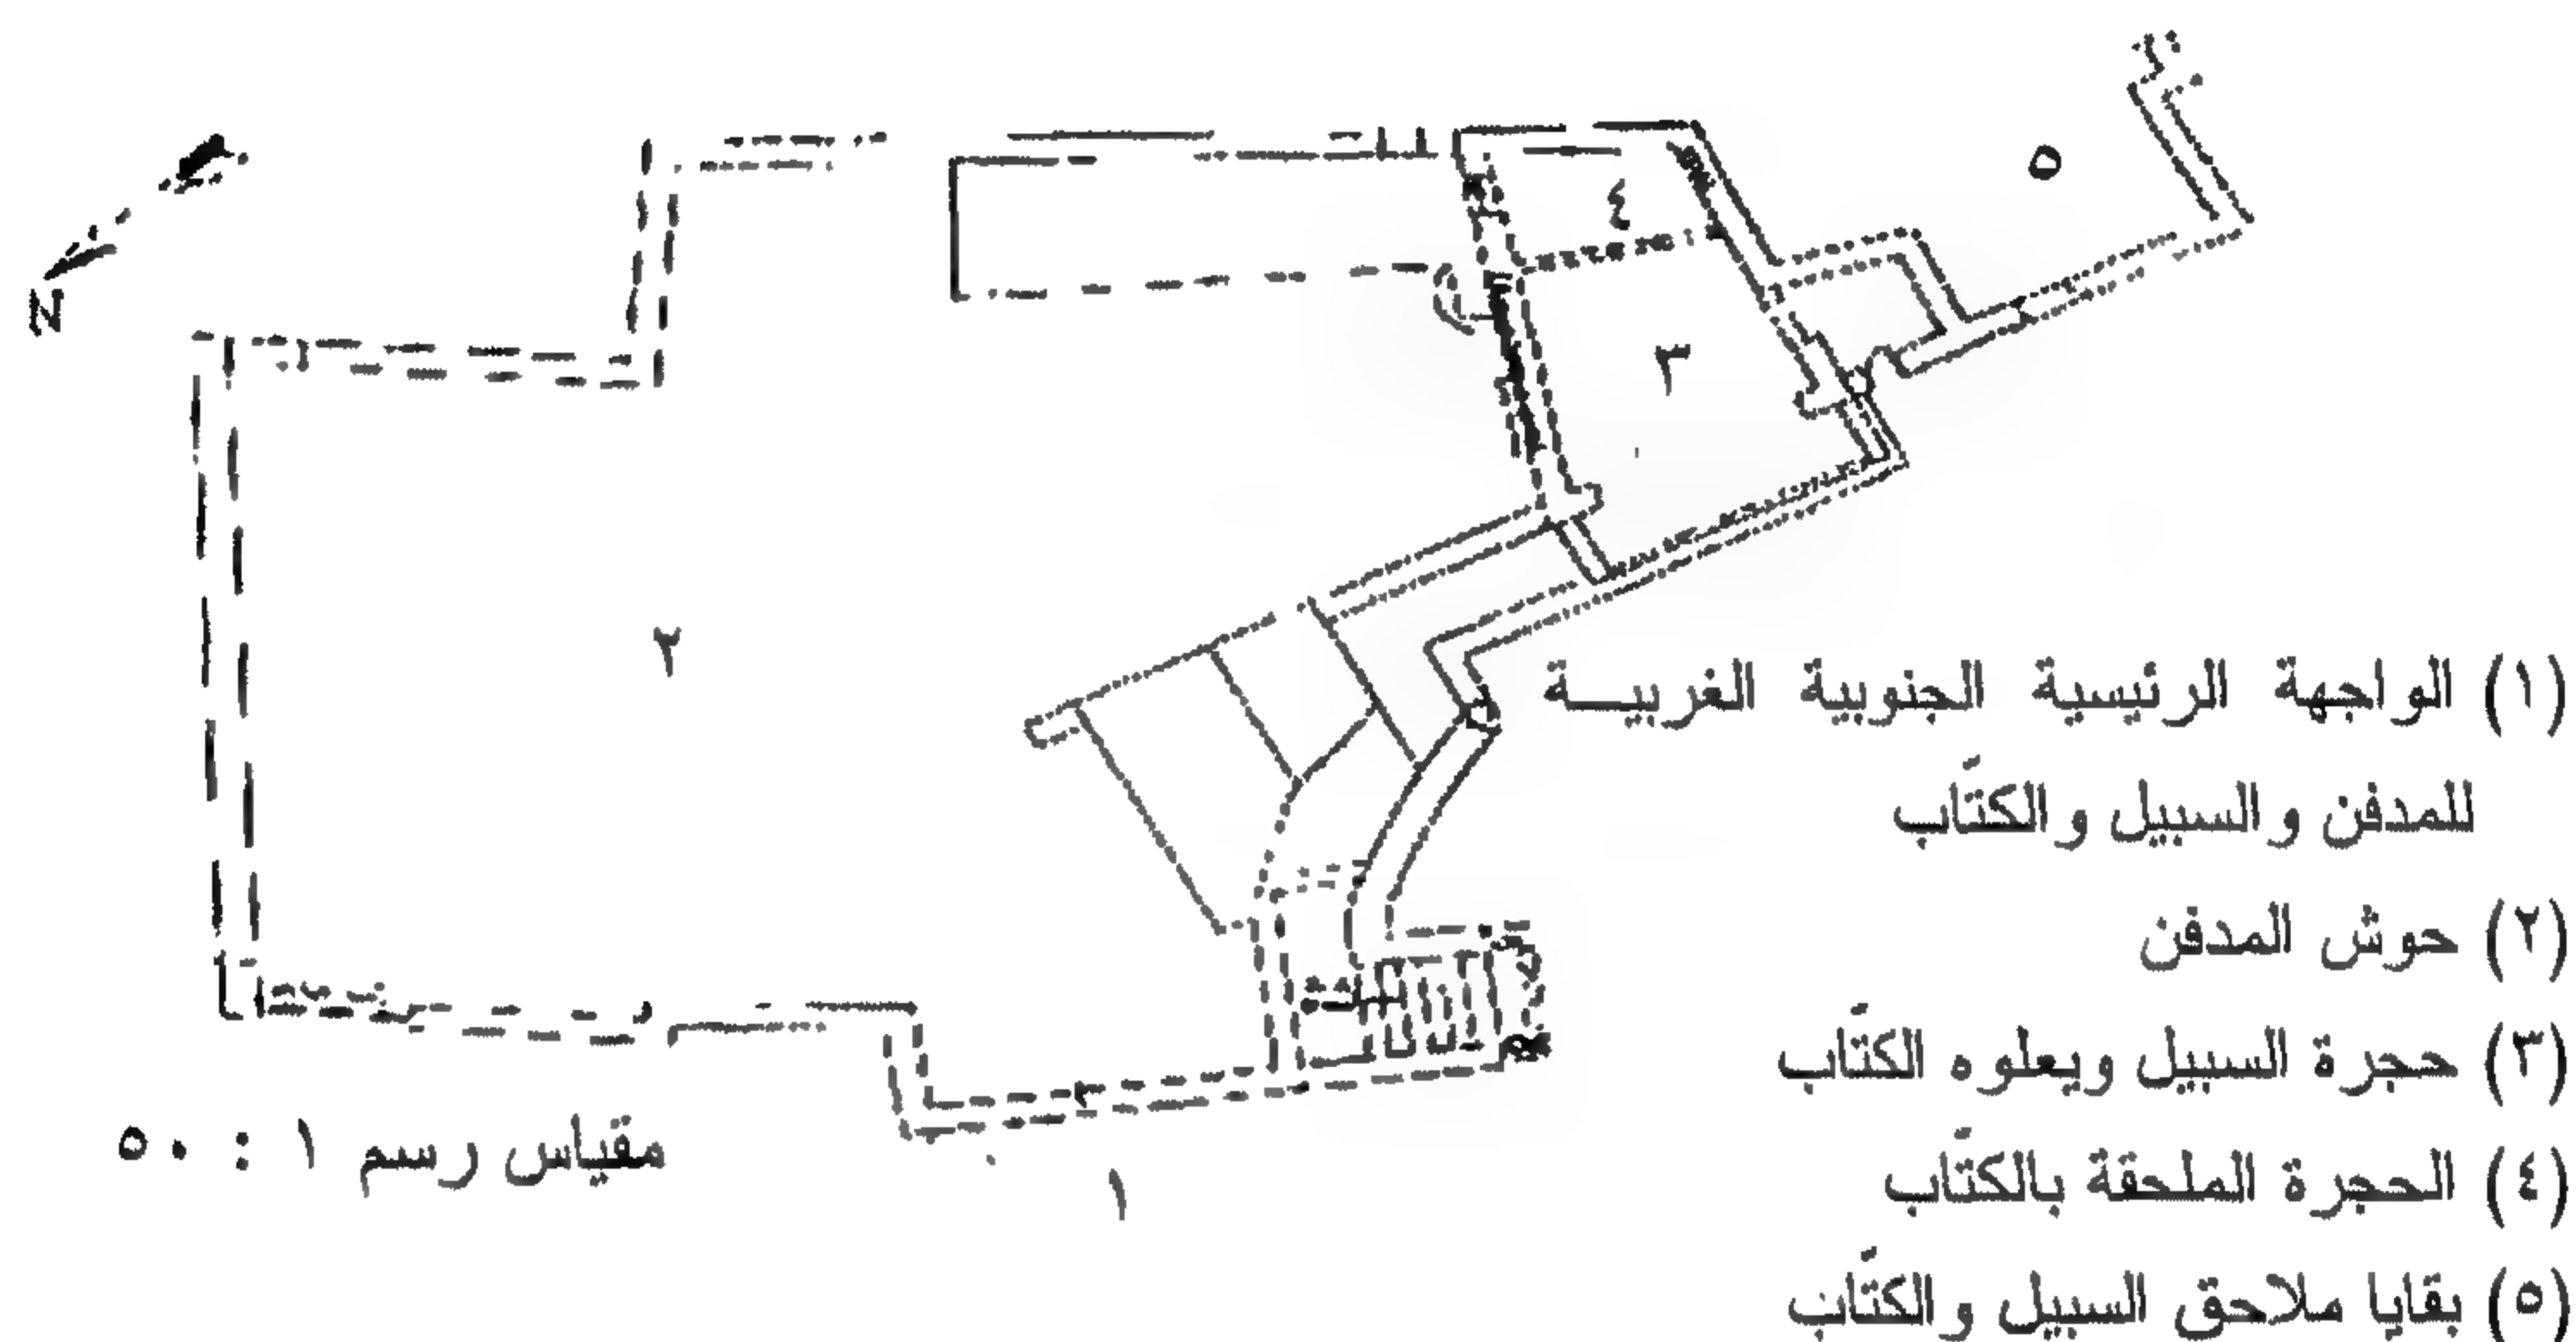 N
٥
٤
٣
٢
(١) الواجهة الرئيسية الجنوبية الغربيــة
للمدفن والسبيل والكتّاب
(٢) حوش المدفن
(٣) حجرة السبيل ويعلوه الكتّاب
(٤) الحجرة الملحقة بالكتّاب
(٥) بقايا ملاحق السبيل والكتّاب
مقياس رسم ١ : ٥٠
١